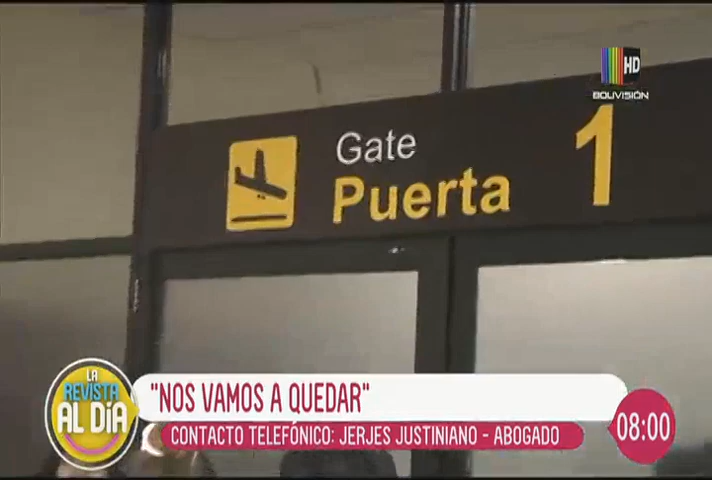 HD
BOLIVISIÓN
Gate
Puerta
1
LA
REVISTA
AL DíA
"NOS VAMOS A QUEDAR"
CONTACTO TELEFÓNICO: JERJES JUSTINIANO - ABOGADO
08:00